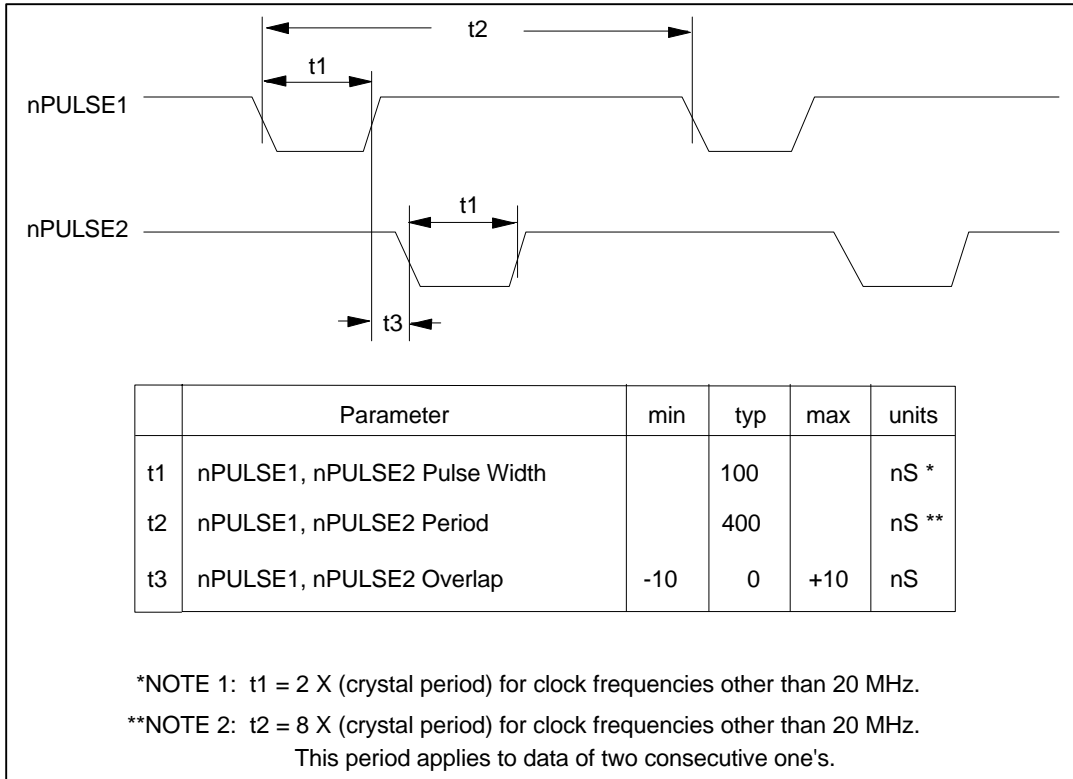 t2
t1
nPULSE1
t1
nPULSE2
t3
Parameter min typ max units
t1 nPULSE1, nPULSE2 Pulse Width 100 nS *
t2 nPULSE1, nPULSE2 Period 400 nS **
t3 nPULSE1, nPULSE2 Overlap -10 0 +10 nS
*NOTE 1: t1 = 2 X (crystal period) for clock frequencies other than 20 MHz.
**NOTE 2: t2 = 8 X (crystal period) for clock frequencies other than 20 MHz.
This period applies to data of two consecutive one's.